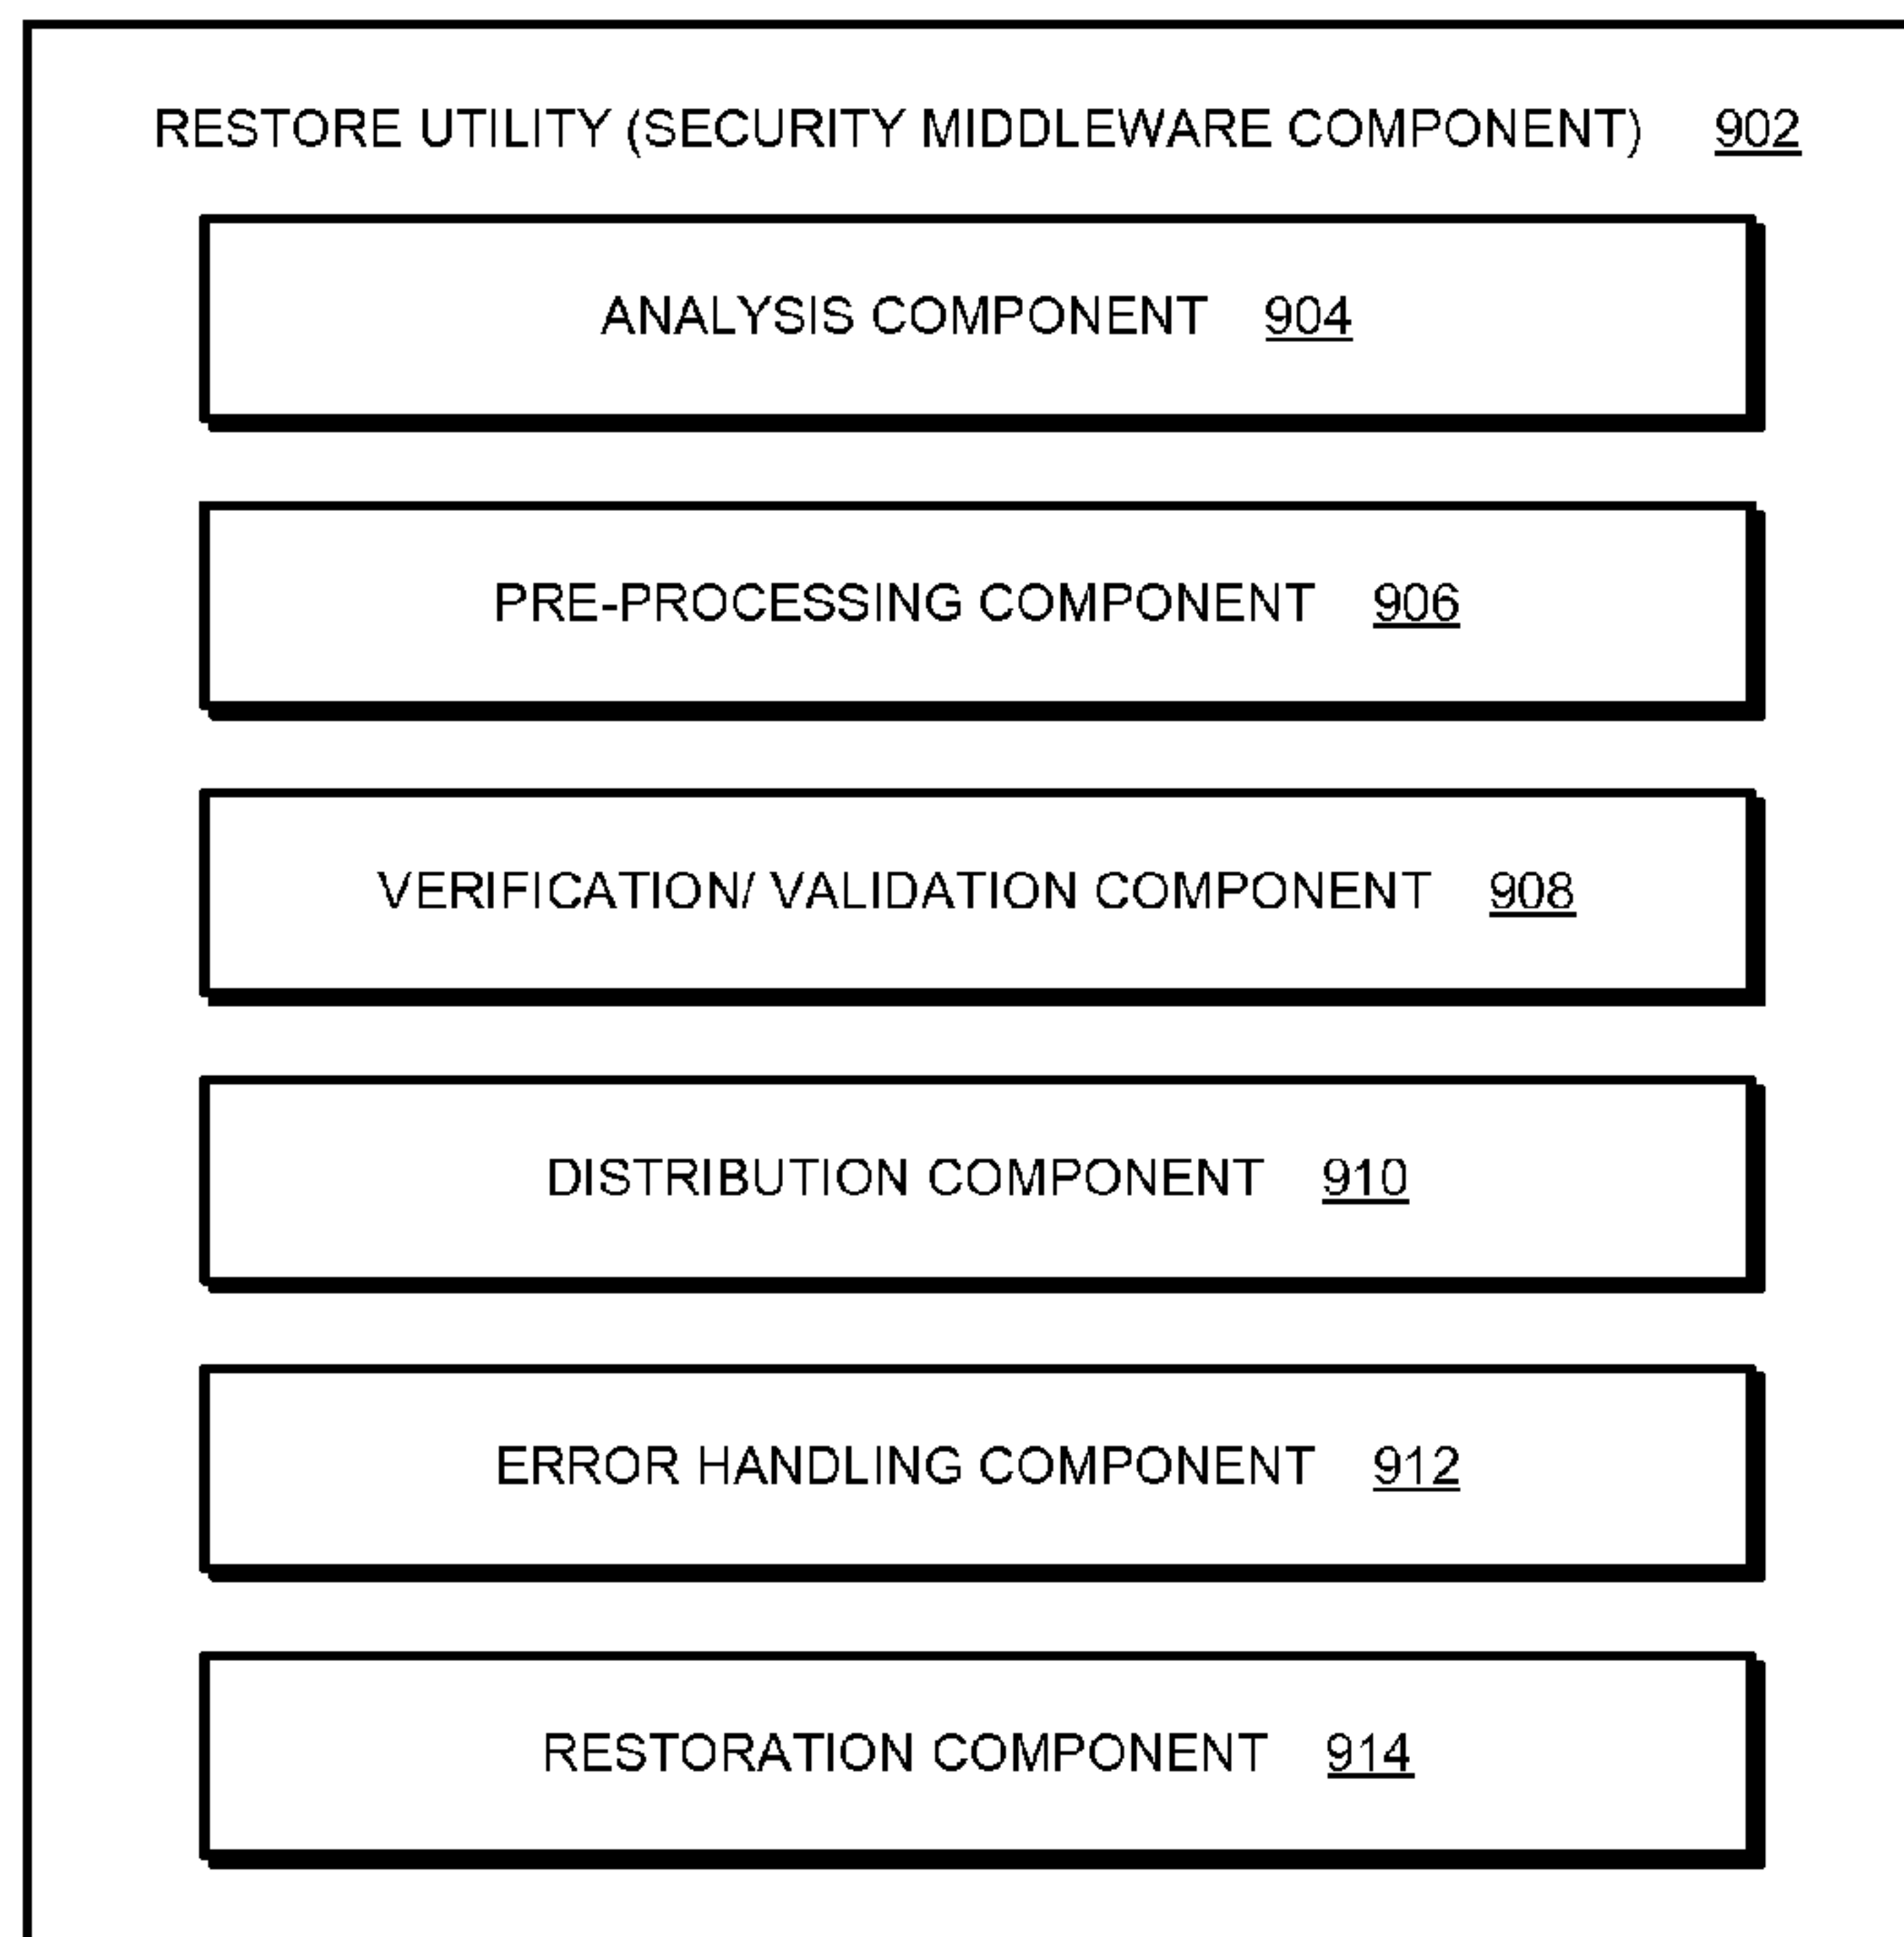 RESTORE UTILITY (SECURITY MIDDLEWARE COMPONENT) 902
ANALYSIS COMPONENT 904
PRE-PROCESSING COMPONENT 906
VERIFICATION/ VALIDATION COMPONENT 908
DISTRIBUTION COMPONENT 910
ERROR HANDLING COMPONENT 912
RESTORATION COMPONENT 914